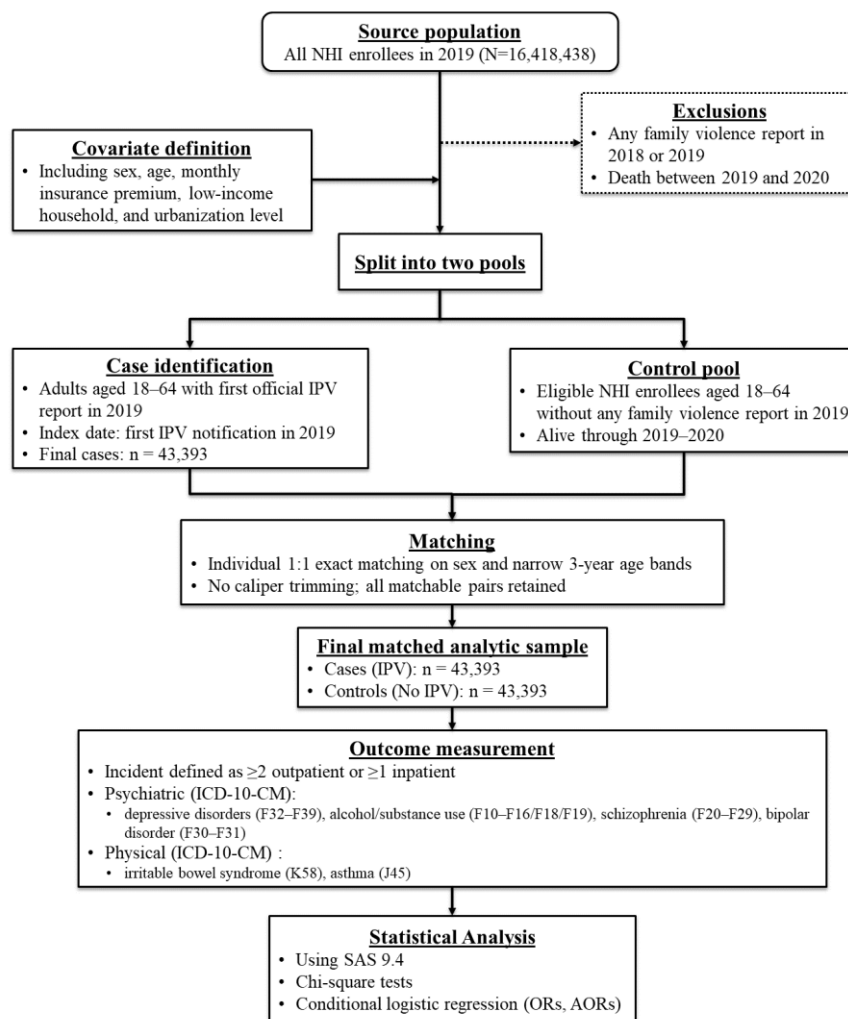 Source population
All NHI enrollees in 2019 (N=16,418,438)
Exclusions
• Any family violence report in
2018 or 2019
• Death between 2019 and 2020
Covariate definition
• Including sex, age, monthly
insurance premium, low-income
household, and urbanization level
Split into two pools
Case identification
• Adults aged 18–64 with first official IPV
report in 2019
• Index date: first IPV notification in 2019
• Final cases: n = 43,393
Control pool
• Eligible NHI enrollees aged 18–64
without any family violence report in 2019
• Alive through 2019–2020
Matching
• Individual 1:1 exact matching on sex and narrow 3-year age bands
• No caliper trimming; all matchable pairs retained
Final matched analytic sample
• Cases (IPV): n = 43,393
• Controls (No IPV): n = 43,393
Outcome measurement
• Incident defined as ≥2 outpatient or ≥1 inpatient
• Psychiatric (ICD-10-CM):
• depressive disorders (F32–F39), alcohol/substance use (F10–F16/F18/F19), schizophrenia (F20–F29), bipolar
disorder (F30–F31)
• Physical (ICD-10-CM) :
• irritable bowel syndrome (K58), asthma (J45)
Statistical Analysis
• Using SAS 9.4
• Chi-square tests
• Conditional logistic regression (ORs, AORs)